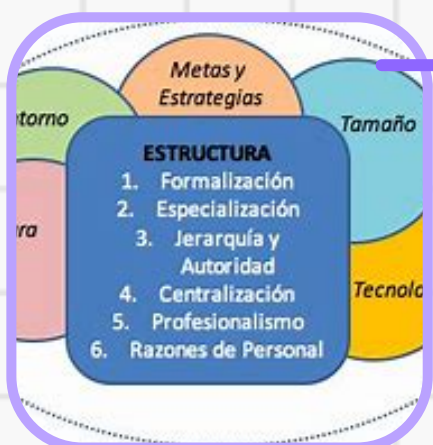 Metas y
Estrategias
torno
Tamaño
ESTRUCTURA
1. Formalización
2. Especialización
3. Jerarquía y
Autoridad
4. Centralización
5. Profesionalismo
6. Razones de Personal
ra
Tecnolo